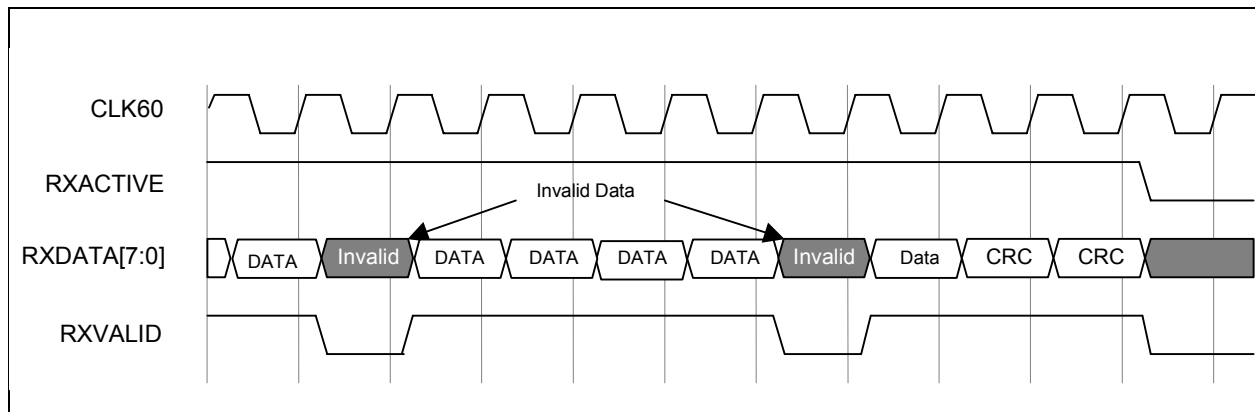 CLK60
RXACTIVE
Invalid Data
RXDATA[7:0]
DATA
Invalid
DATA
DATA
DATA
DATA
Invalid
Data
CRC
CRC
RXVALID